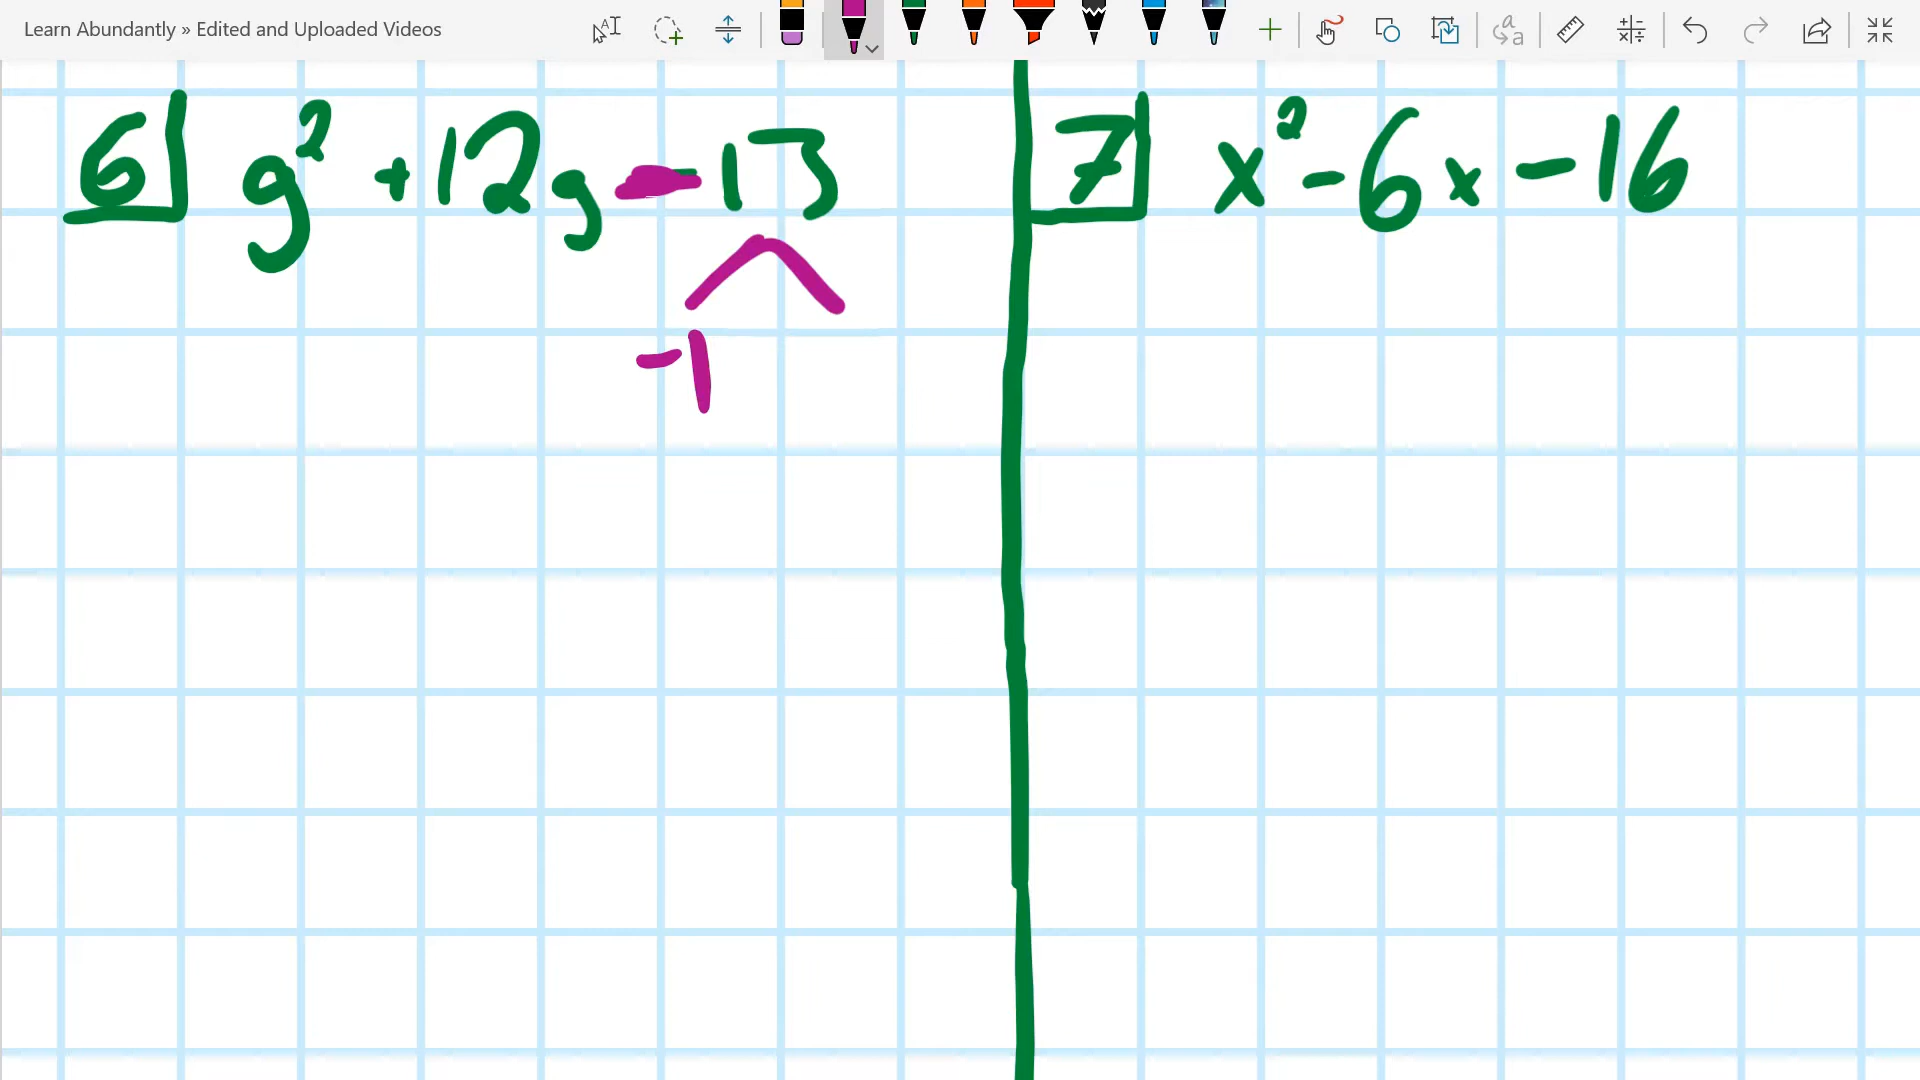 Learn Abundantly » Edited and Uploaded Videos
6 g² + 12g - 13
-1
7 x² - 6x - 16